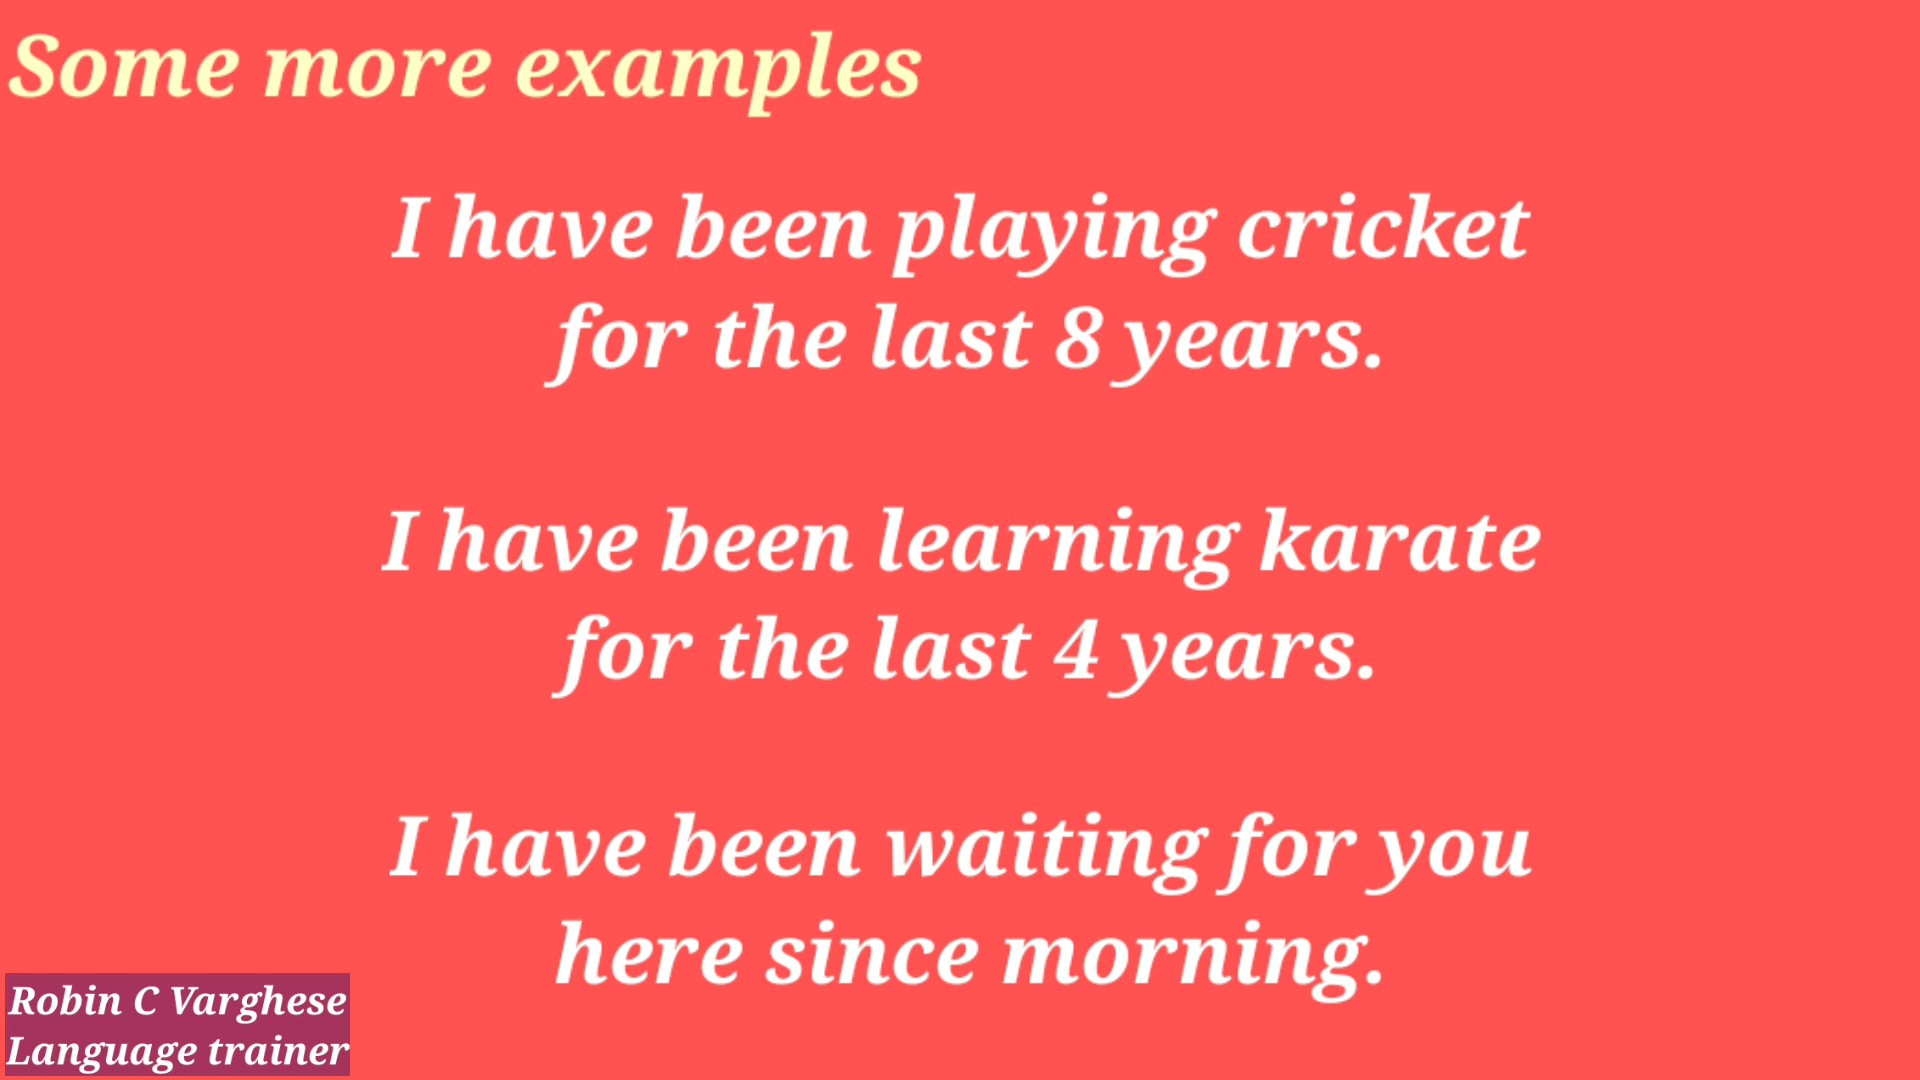 Some more examples
I have been playing cricket
for the last 8 years.
I have been learning karate
for the last 4 years.
I have been waiting for you
here since morning.
Robin C Varghese
Language trainer